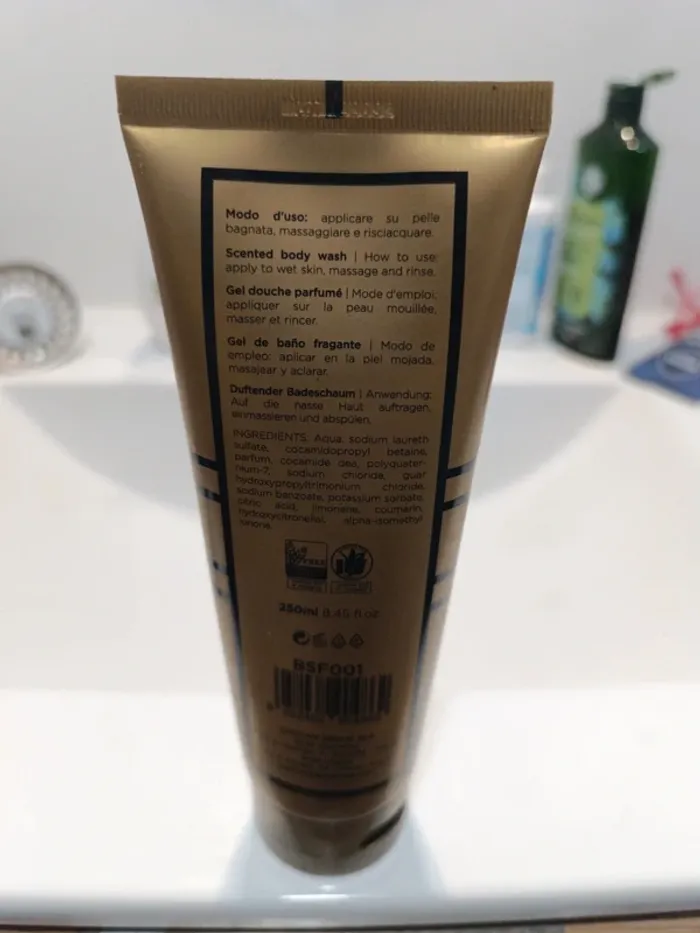 Modo d'uso: applicare su pelle
bagnata, massaggiare e risciacquare.
Scented body wash | How to use:
apply to wet skin, massage and rinse.
Gel douche parfumé | Mode d'emploi:
appliquer sur la peau mouillée,
masser et rincer.
Gel de baño fragante | Modo de
empleo: aplicar en la piel mojada,
masajear y aclarar.
Duftender Badeschaum | Anwendung:
Auf die nasse Haut auftragen,
einmassieren und abspülen.
INGREDIENTS. Aqua, sodium laureth
sulfate, cocamidopropyl betaine,
parfum, cocamide dea, polyquater-
nium-7, sodium chloride, guar
hydroxypropyltrimonium chloride,
sodium benzoate, potassium sorbate,
citric acid, limonene, coumarin,
hydroxycitronellal, alpha-isomethyl
ionone.
250ml 8.45 fl oz
BSF001